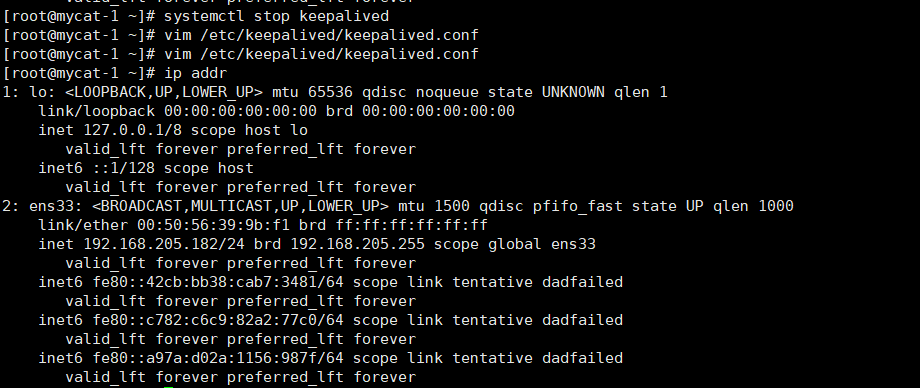 [root@mycat-1 ~]# systemctl stop keepalived
[root@mycat-1 ~]# vim /etc/keepalived/keepalived.conf
[root@mycat-1 ~]# vim /etc/keepalived/keepalived.conf
[root@mycat-1 ~]# ip addr
1: lo: <LOOPBACK,UP,LOWER_UP> mtu 65536 qdisc noqueue state UNKNOWN qlen 1
    link/loopback 00:00:00:00:00:00 brd 00:00:00:00:00:00
    inet 127.0.0.1/8 scope host lo
       valid_lft forever preferred_lft forever
    inet6 ::1/128 scope host
       valid_lft forever preferred_lft forever
2: ens33: <BROADCAST,MULTICAST,UP,LOWER_UP> mtu 1500 qdisc pfifo_fast state UP qlen 1000
    link/ether 00:50:56:39:9b:f1 brd ff:ff:ff:ff:ff:ff
    inet 192.168.205.182/24 brd 192.168.205.255 scope global ens33
       valid_lft forever preferred_lft forever
    inet6 fe80::42cb:bb38:cab7:3481/64 scope link tentative dadfailed
       valid_lft forever preferred_lft forever
    inet6 fe80::c782:c6c9:82a2:77c0/64 scope link tentative dadfailed
       valid_lft forever preferred_lft forever
    inet6 fe80::a97a:d02a:1156:987f/64 scope link tentative dadfailed
       valid_lft forever preferred_lft forever